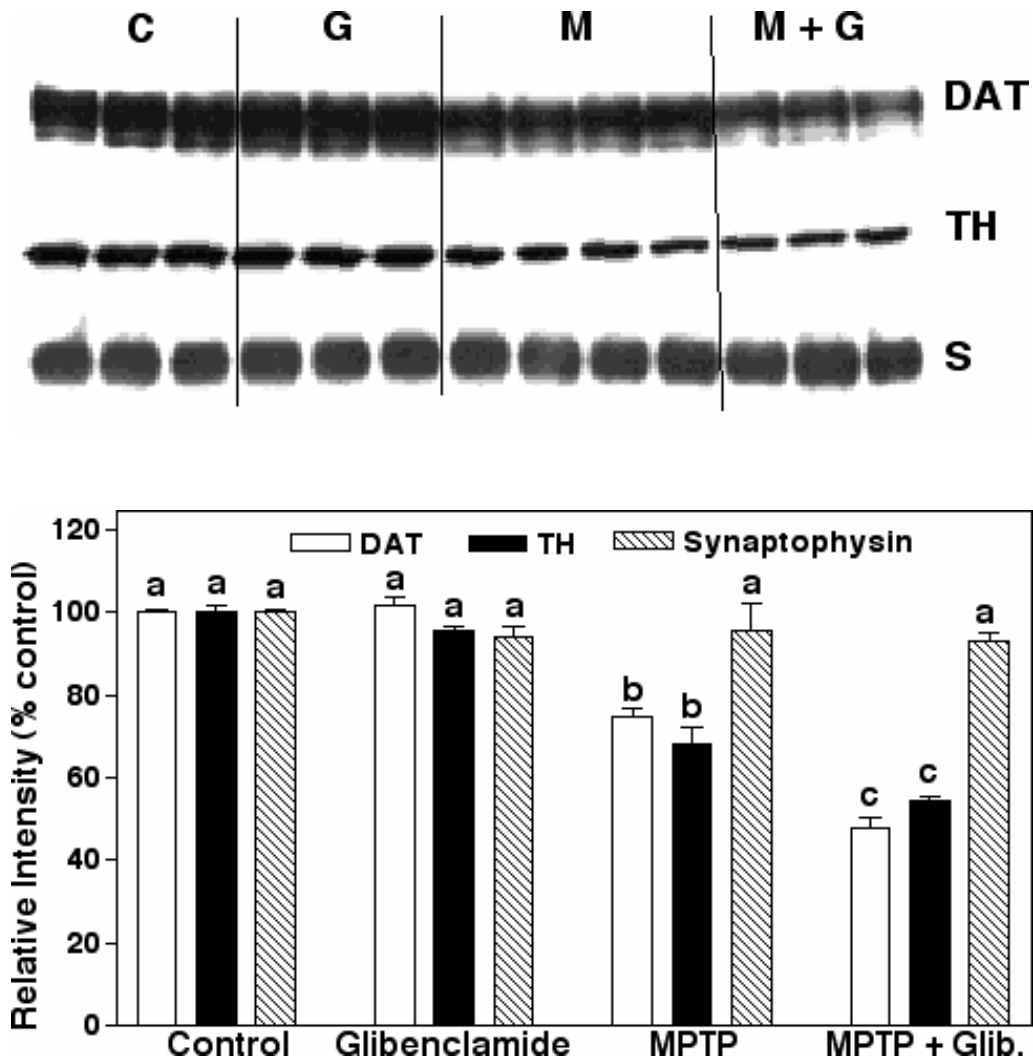 C G M M + G
DAT
TH
S
120
100
80
60
40
20
0
Relative Intensity (% control)
DAT TH Synaptophysin
a a a a a a b b a c c a
Control Glibenclamide MPTP MPTP + Glib.